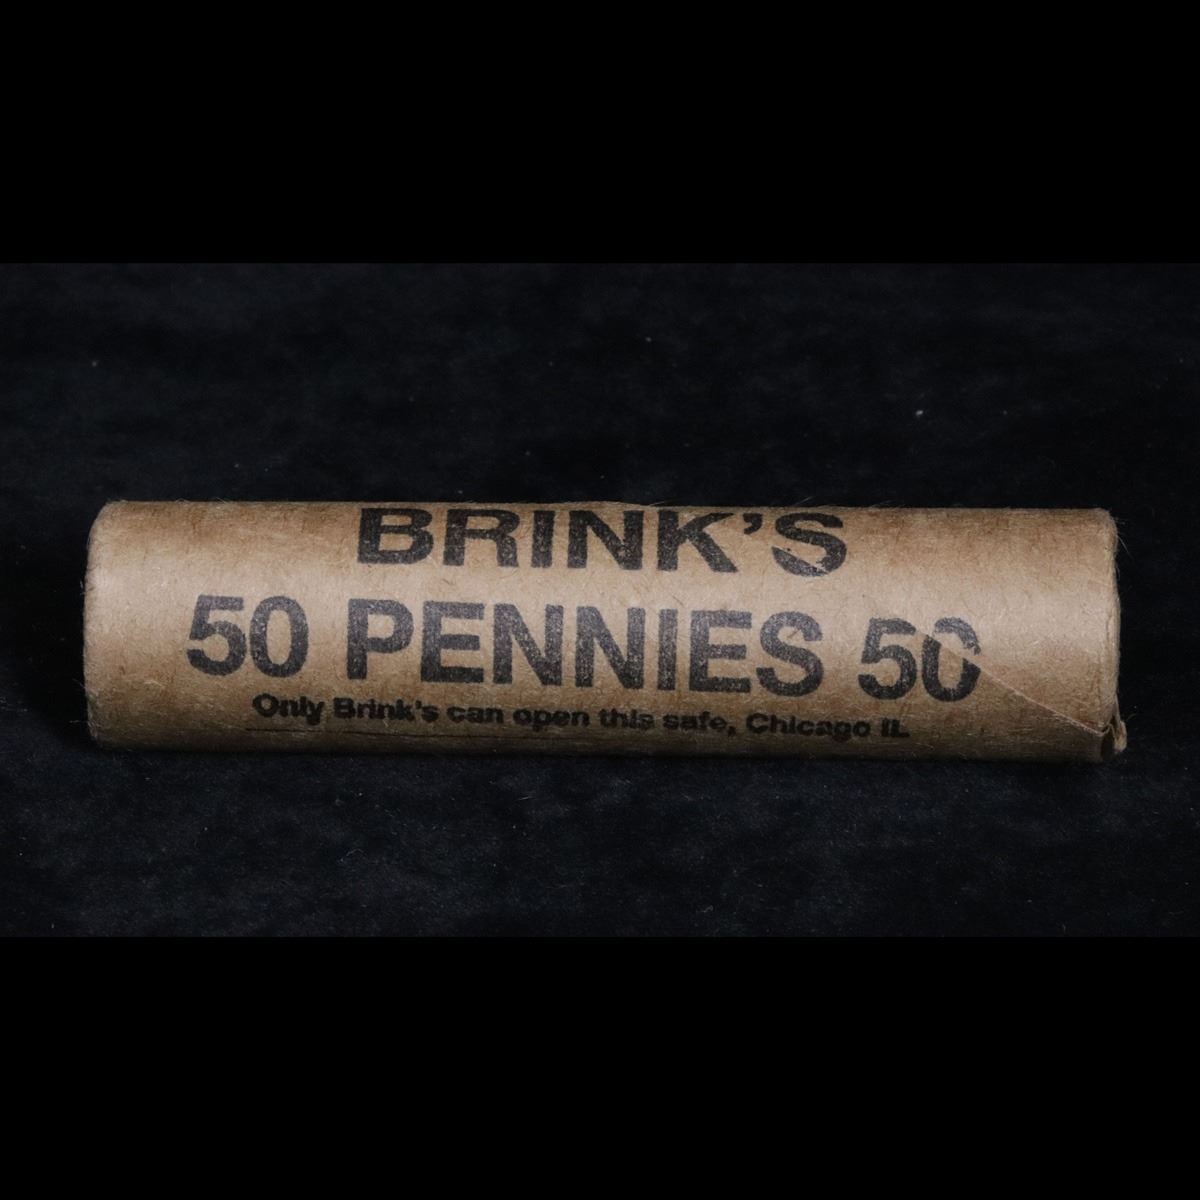 BRINK'S
50 PENNIES 50
Only Brink's can open this safe, Chicago IL